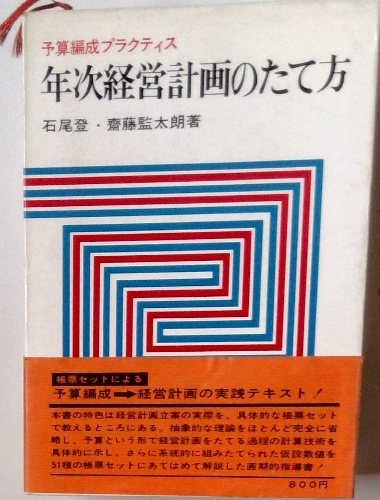 予算編成プラクティス
年次経営計画のたて方
石尾登・齋藤監太朗著
帳票セットによる
予算編成➡経営計画の実践テキスト!
本書の特色は経営計画立案の実際を、具体的な帳票セット
で教えるところにある。抽象的な理論をほとんど完全に省
略し、予算という形で経営計画をたてる過程の計算技術を
具体的に示し、さらに系統的に組みたてられた仮設数値を
51種の帳票セットにあてはめて解説した画期的指導書!
800円